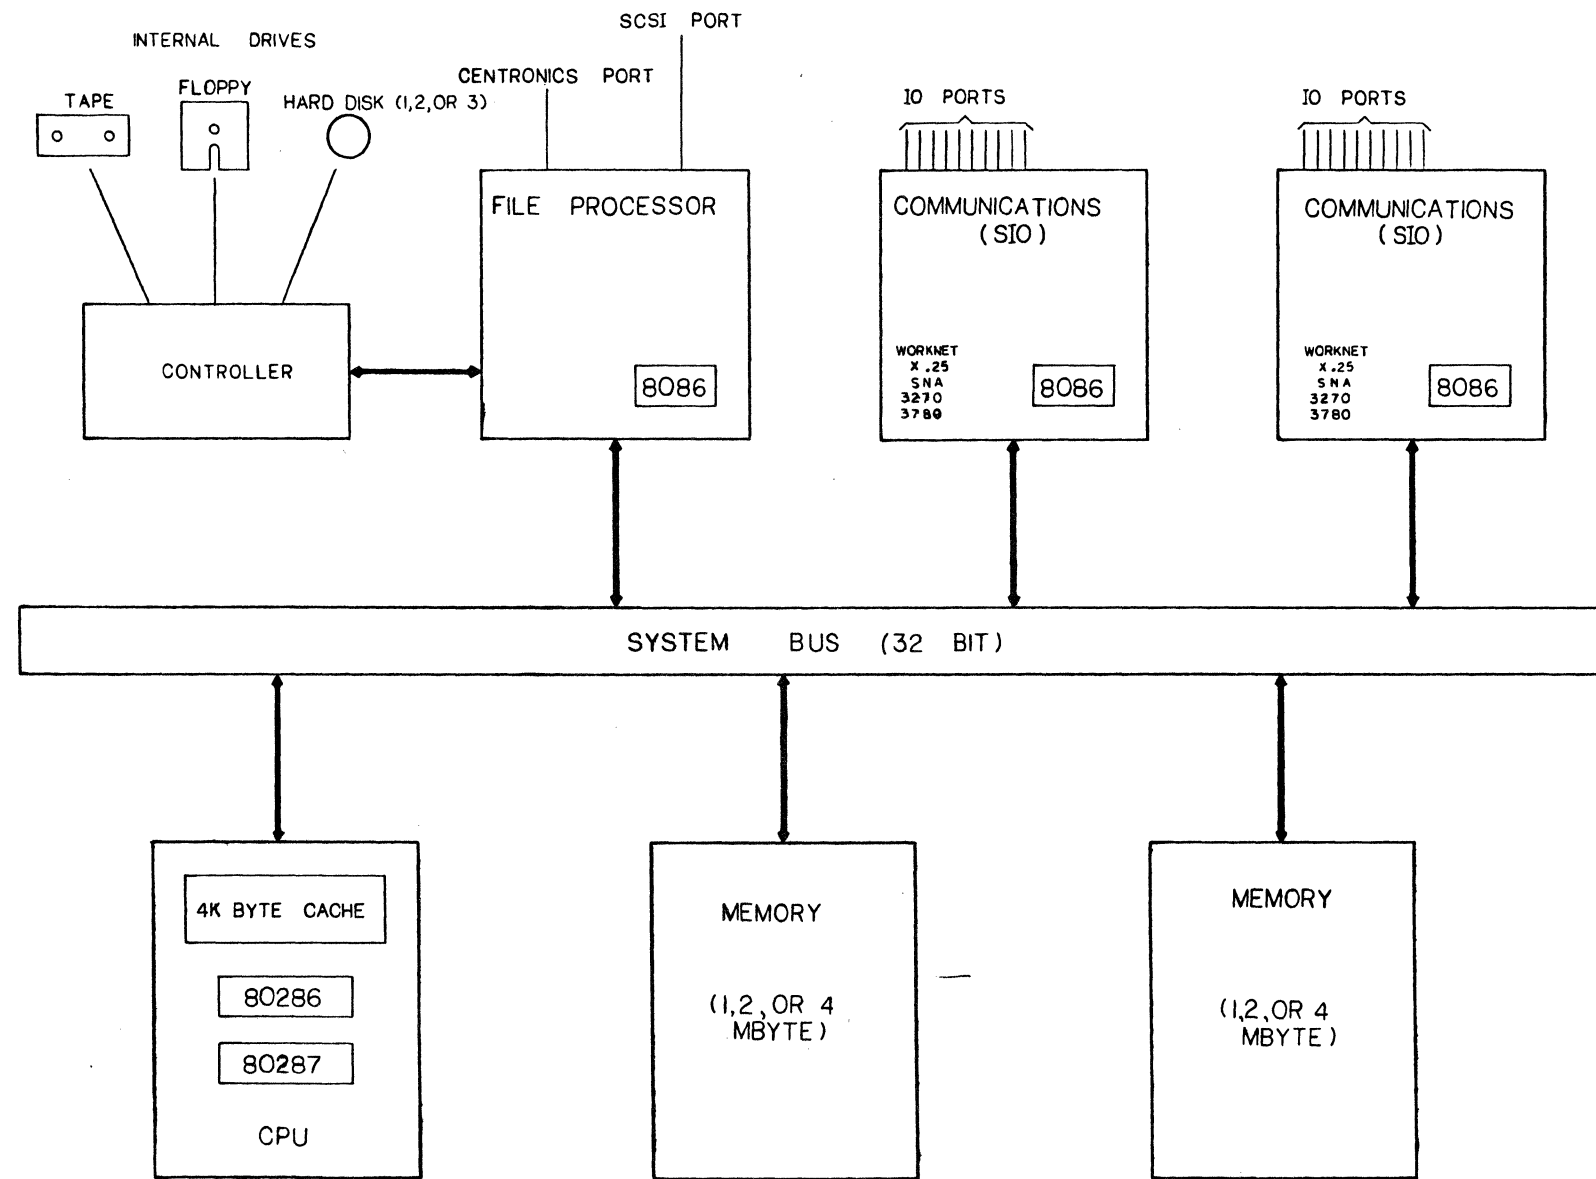 SCSI PORT
INTERNAL DRIVES
CENTRONICS PORT
TAPE
FLOPPY
HARD DISK (1,2,OR 3)
IO PORTS
IO PORTS
FILE PROCESSOR
8086
COMMUNICATIONS
(SIO)
WORKNET
X.25
SNA
3270
3780
8086
COMMUNICATIONS
(SIO)
WORKNET
X.25
SNA
3270
3780
8086
CONTROLLER
SYSTEM BUS (32 BIT)
4K BYTE CACHE
80286
80287
CPU
MEMORY
(1,2,OR 4
MBYTE)
MEMORY
(1,2,OR 4
MBYTE)